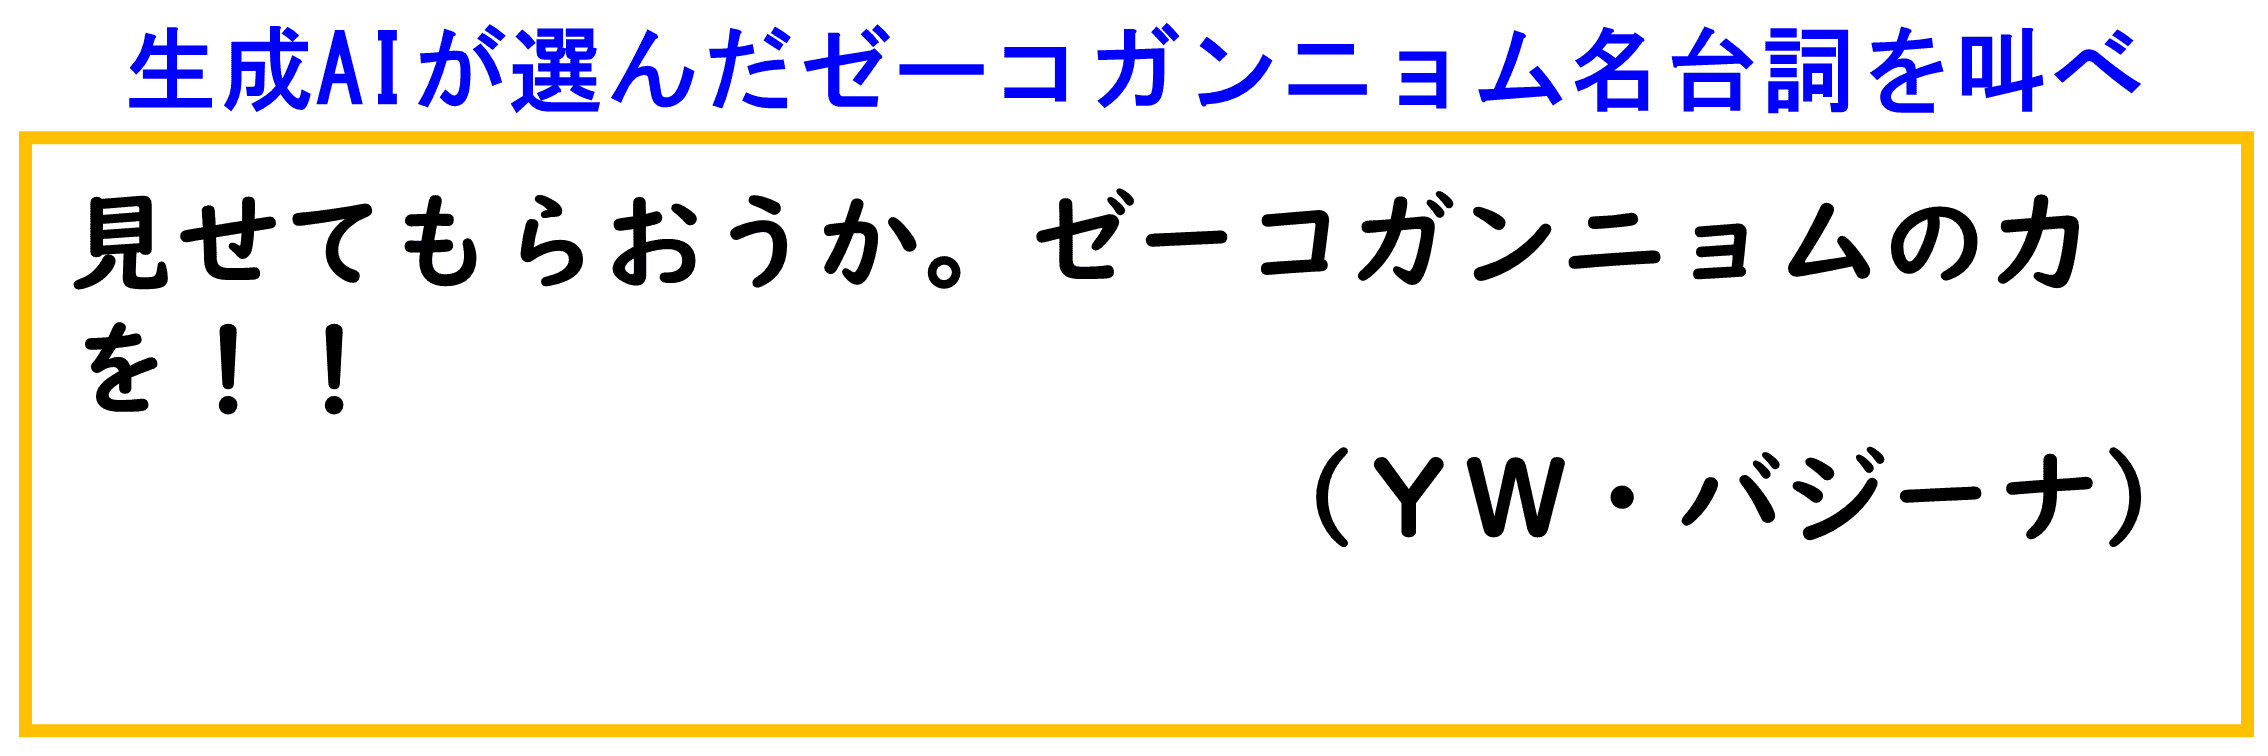 生成AIが選んだゼーコガンニョム名台詞を叫べ
見せてもらおうか。ゼーコガンニョムの力
を！！
（ＹＷ・バジーナ）